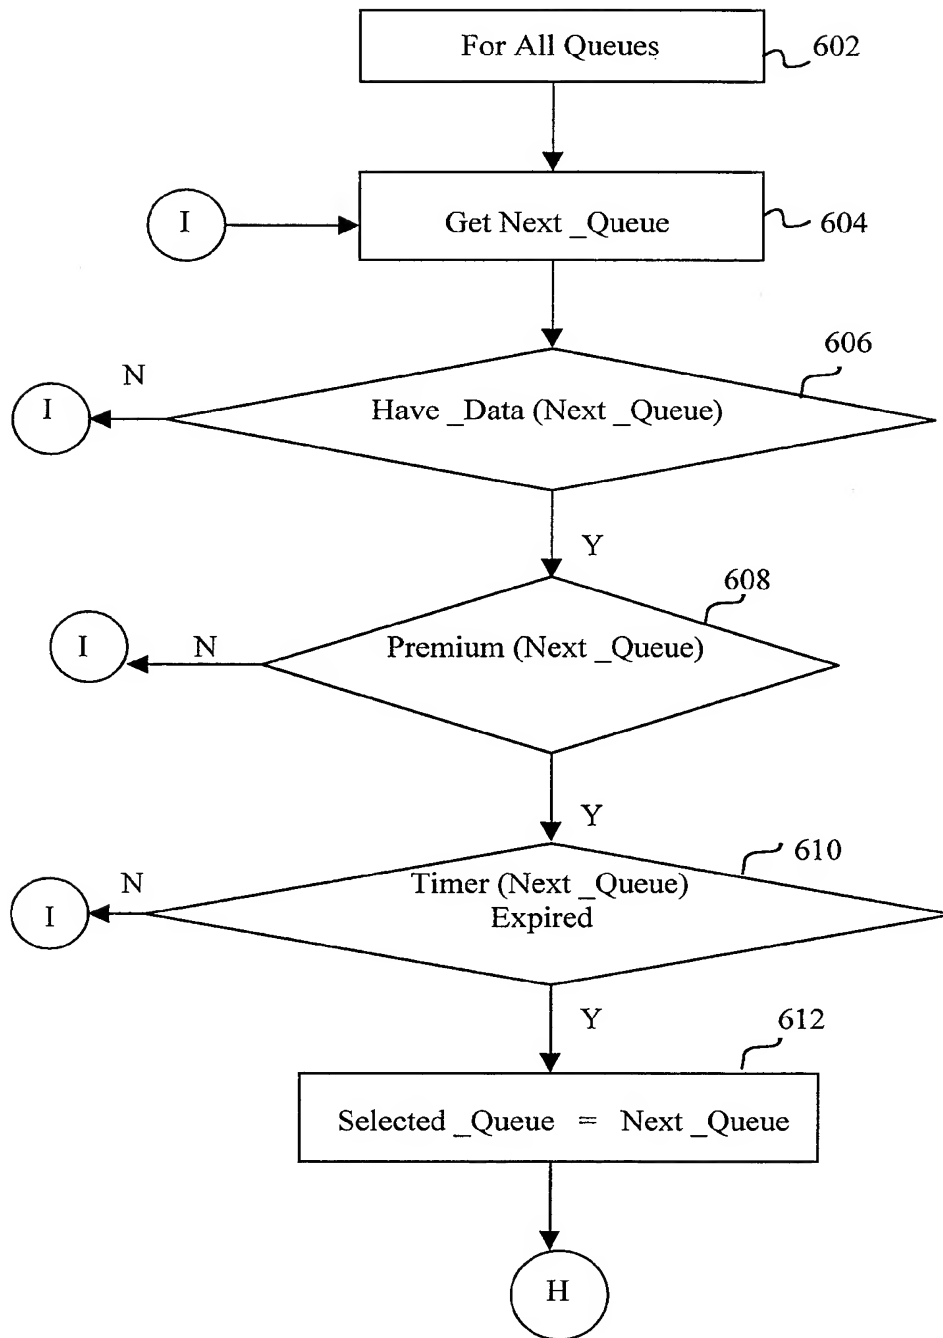 For All Queues
602
I
Get Next _Queue
604
606
N
I
Have _Data (Next _Queue)
Y
608
I
N
Premium (Next _Queue)
Y
610
N
I
Timer (Next _Queue)
Expired
Y
612
Selected _Queue = Next _Queue
H